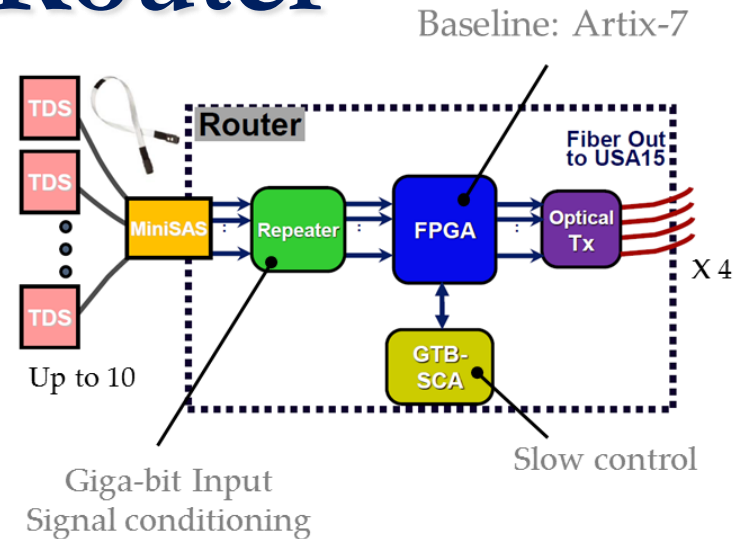 Router
Baseline: Artix-7
TDS
Router
Fiber Out
to USA15
TDS
MiniSAS
Repeater
FPGA
Optical
Tx
X 4
TDS
GTB-
SCA
Up to 10
Slow control
Giga-bit Input
Signal conditioning